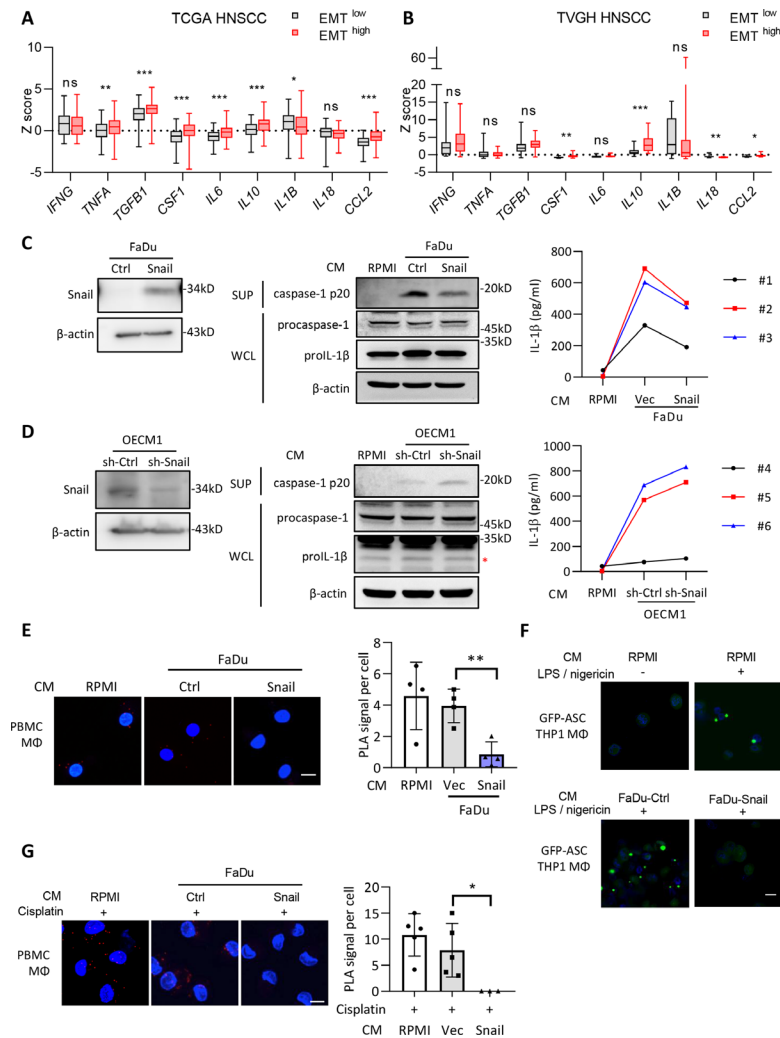 A
TCGA HNSCC
EMT low
EMT high
Z score
10
5
0
-5
ns
**
***
***
***
***
*
ns
***
IFNG
TNFA
TGFB1
CSF1
IL6
IL10
IL1B
IL18
CCL2
B
TVGH HNSCC
EMT low
EMT high
Z score
60
25
20
15
10
5
0
-5
ns
ns
ns
**
ns
***
ns
**
*
IFNG
TNFA
TGFB1
CSF1
IL6
IL10
IL1B
IL18
CCL2
C
FaDu
Ctrl Snail
Snail
-34kD
β-actin
-43kD
FaDu
CM RPMI Ctrl Snail
SUP
caspase-1 p20
-20kD
WCL
procaspase-1
-45kD
-35kD
proIL-1β
β-actin
IL-1β (pg/ml)
800
600
400
200
0
CM
RPMI
Vec
Snail
FaDu
#1
#2
#3
D
OECM1
sh-Ctrl sh-Snail
Snail
-34kD
β-actin
-43kD
OECM1
CM RPMI sh-Ctrl sh-Snail
SUP
caspase-1 p20
-20kD
WCL
procaspase-1
-45kD
-35kD
proIL-1β
*
β-actin
IL-1β (pg/ml)
1000
800
600
400
200
0
CM
RPMI
sh-Ctrl sh-Snail
OECM1
#4
#5
#6
E
FaDu
CM RPMI Ctrl Snail
PBMC
MΦ
PLA signal per cell
8
6
4
2
0
**
CM
RPMI
Vec
Snail
FaDu
F
CM RPMI RPMI
LPS / nigericin - +
GFP-ASC
THP1 MΦ
CM FaDu-Ctrl FaDu-Snail
LPS / nigericin + +
GFP-ASC
THP1 MΦ
G
FaDu
CM RPMI Ctrl Snail
Cisplatin + + +
PBMC
MΦ
PLA signal per cell
20
15
10
5
0
*
Cisplatin + + +
CM RPMI Vec Snail